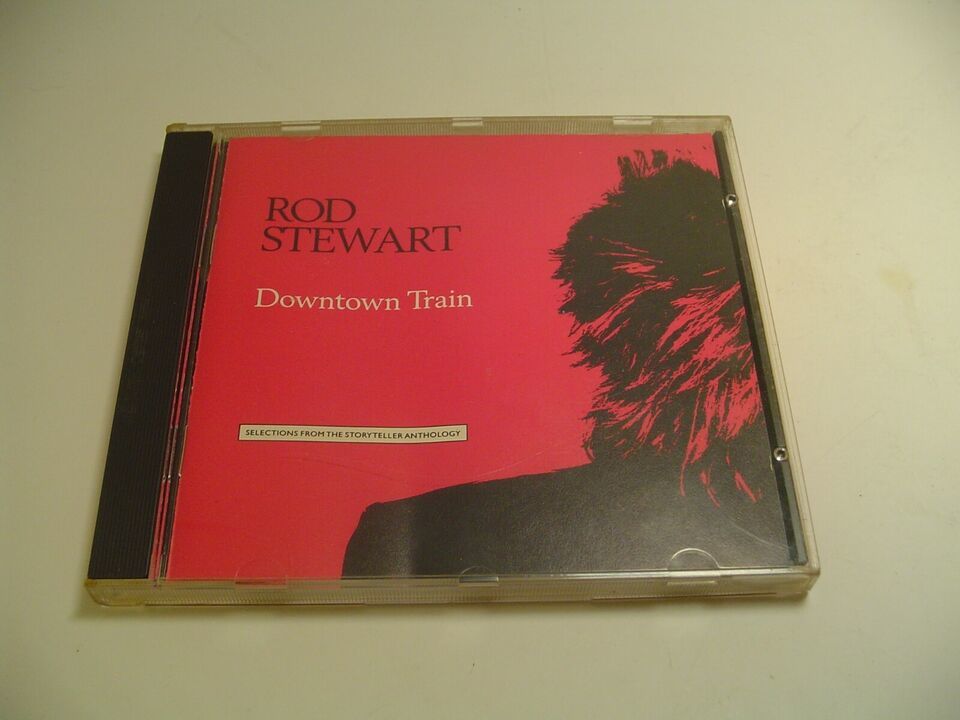 ROD
STEWART
Downtown Train
SELECTIONS FROM THE STORYTELLER ANTHOLOGY